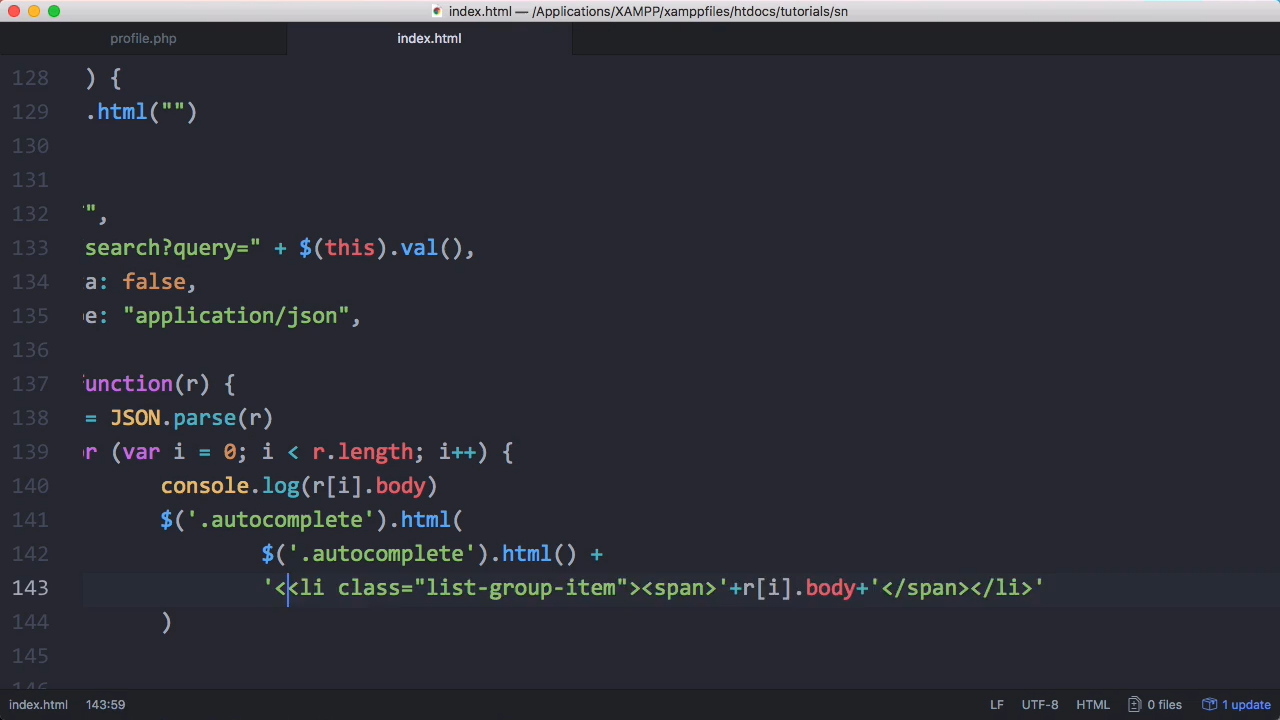 index.html — /Applications/XAMPP/xamppfiles/htdocs/tutorials/sn
profile.php index.html
128 ) {
129 .html("")
130
131
132 ",
133 search?query=" + $(this).val(),
134 a: false,
135 e: "application/json",
136
137 unction(r) {
138 = JSON.parse(r)
139 r (var i = 0; i < r.length; i++) {
140 console.log(r[i].body)
141 $('.autocomplete').html(
142 $('.autocomplete').html() +
143 '<<li class="list-group-item"><span>'+r[i].body+'</span></li>'
144 )
145
146
index.html 143:59 LF UTF-8 HTML 0 files 1 update